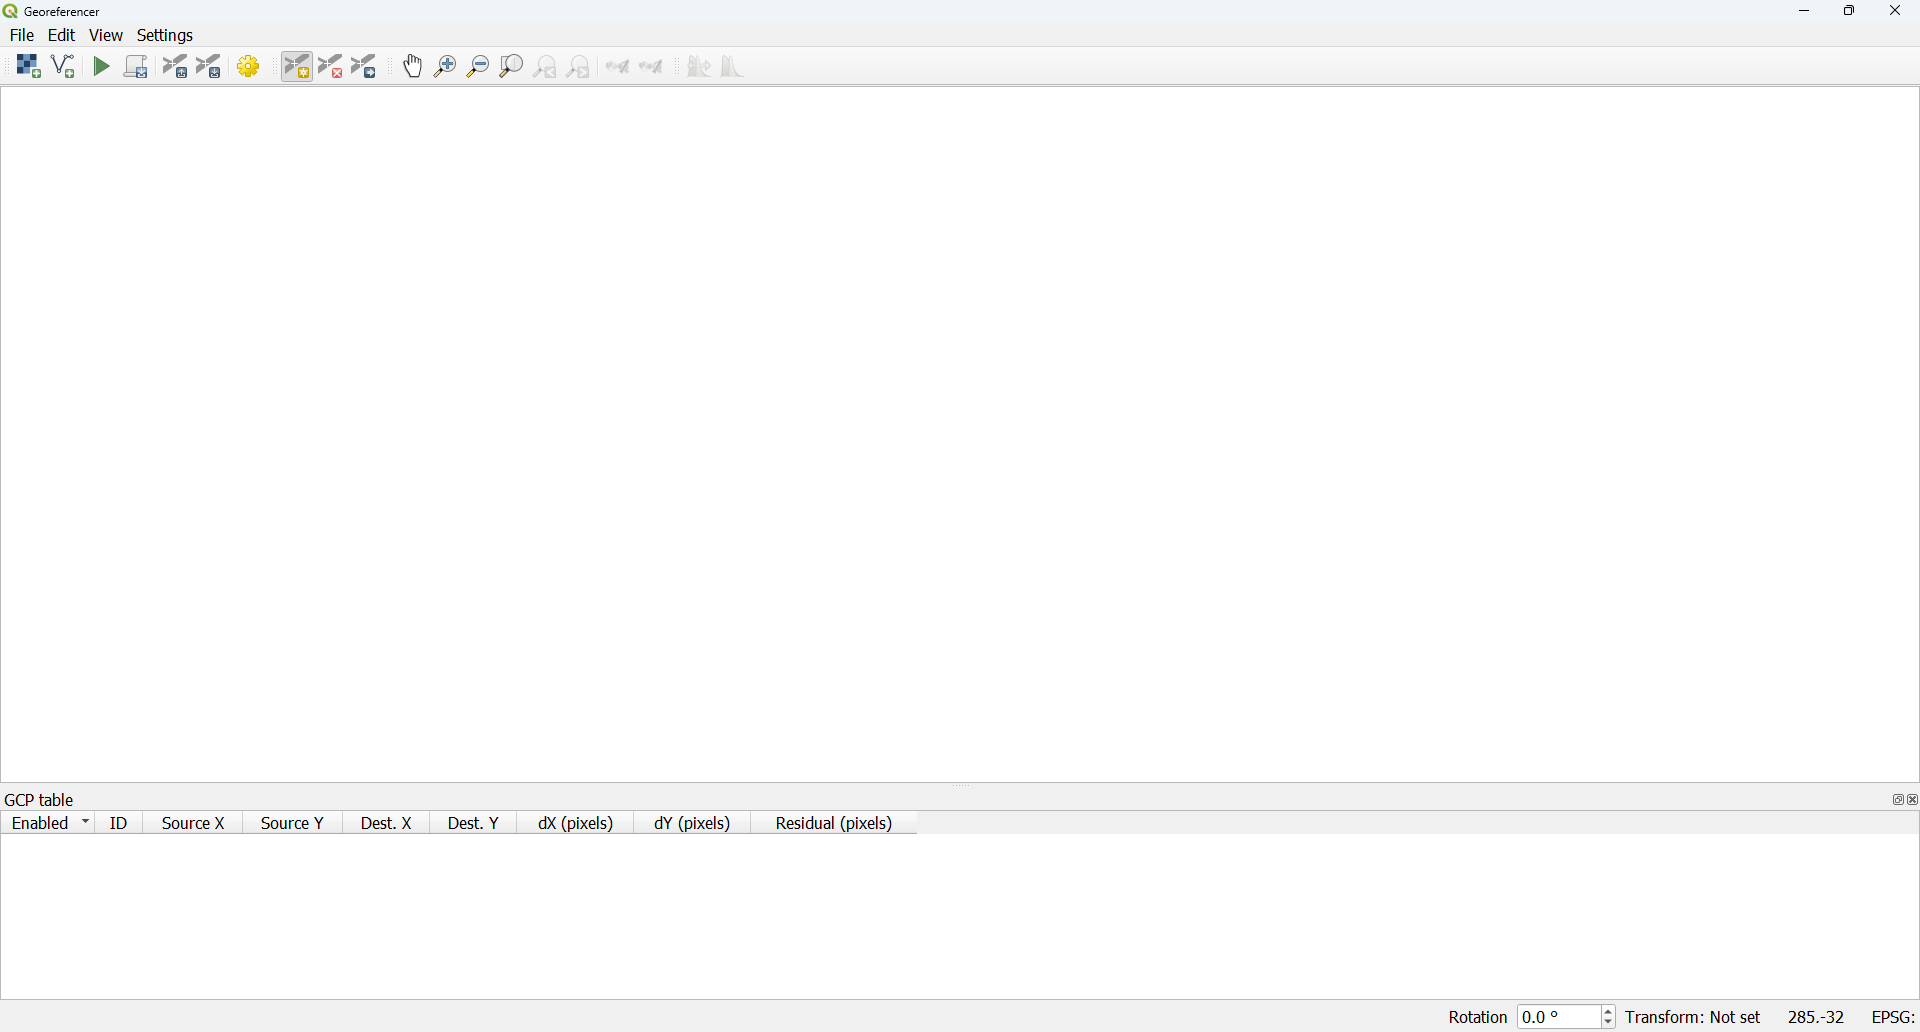 Georeferencer
File Edit View Settings
GCP table
Enabled ID Source X Source Y Dest. X Dest. Y dX (pixels) dY (pixels) Residual (pixels)
Rotation 0.0 ° Transform: Not set 285,-32 EPSG: